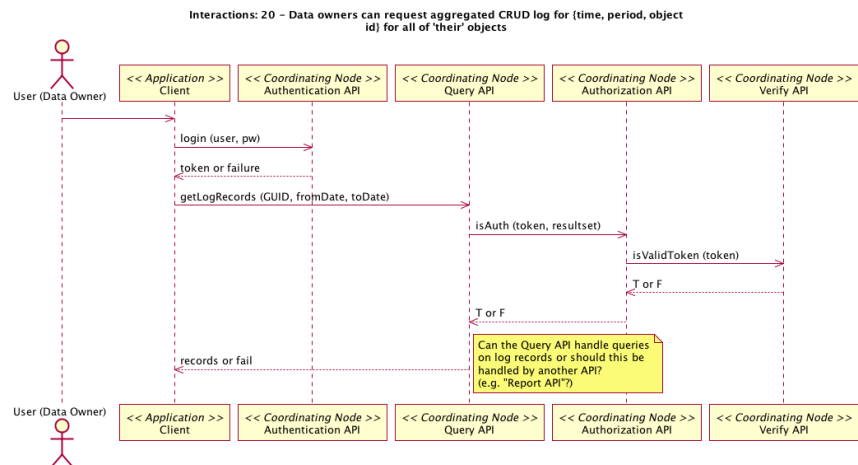 Interactions: 20 – Data owners can request aggregated CRUD log for {time, period, object
id} for all of 'their' objects
User (Data Owner)
<< Application >>
Client
<< Coordinating Node >>
Authentication API
<< Coordinating Node >>
Query API
<< Coordinating Node >>
Authorization API
<< Coordinating Node >>
Verify API
login (user, pw)
token or failure
getLogRecords (GUID, fromDate, toDate)
isAuth (token, resultset)
isValidToken (token)
T or F
T or F
Can the Query API handle queries
on log records or should this be
handled by another API?
(e.g. "Report API"?)
records or fail
User (Data Owner)
<< Application >>
Client
<< Coordinating Node >>
Authentication API
<< Coordinating Node >>
Query API
<< Coordinating Node >>
Authorization API
<< Coordinating Node >>
Verify API